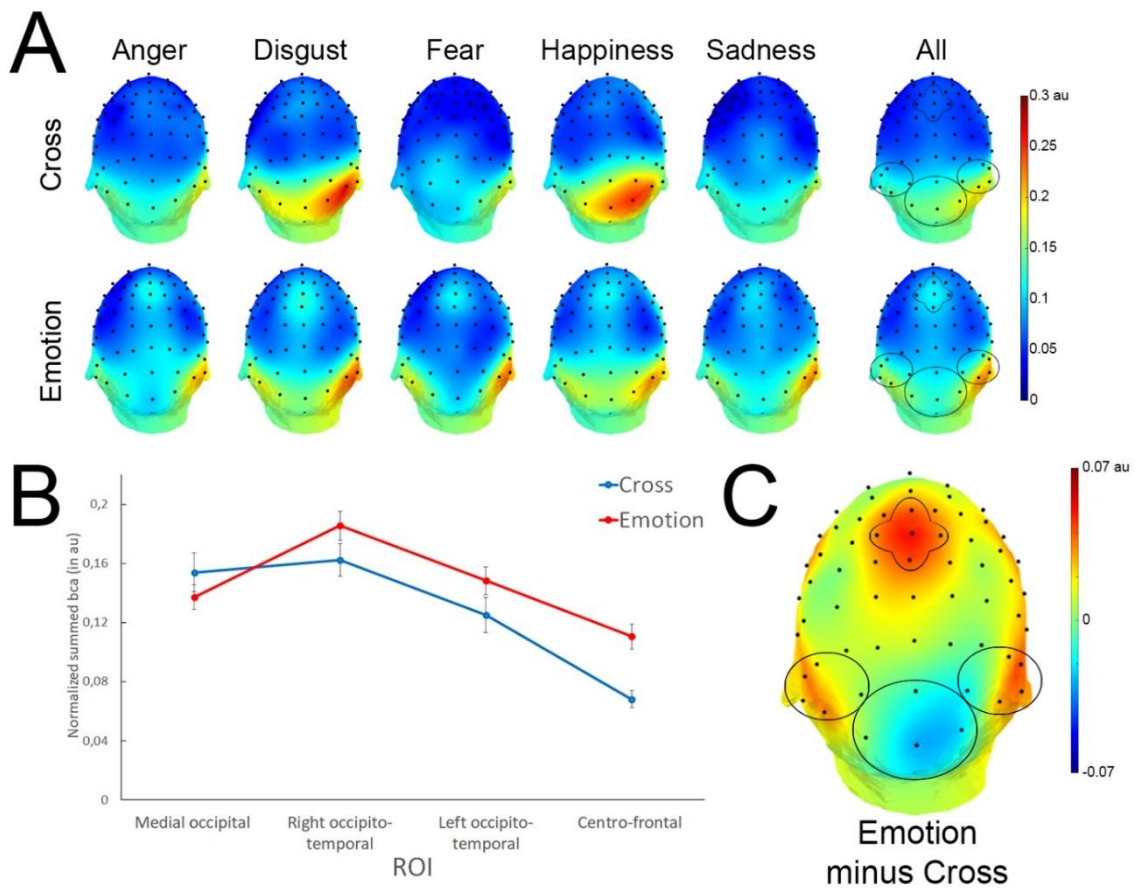 A
Anger Disgust Fear Happiness Sadness All
Cross
0.3 au
0.25
0.2
0.15
0.1
0.05
0
Emotion
B
Cross
Emotion
Normalized summed bca (in au)
0,2
0,16
0,12
0,08
0,04
0
Medial occipital
Right occipito-
temporal
Left occipito-
temporal
Centro-frontal
ROI
C
0.07 au
0
-0.07
Emotion
minus Cross